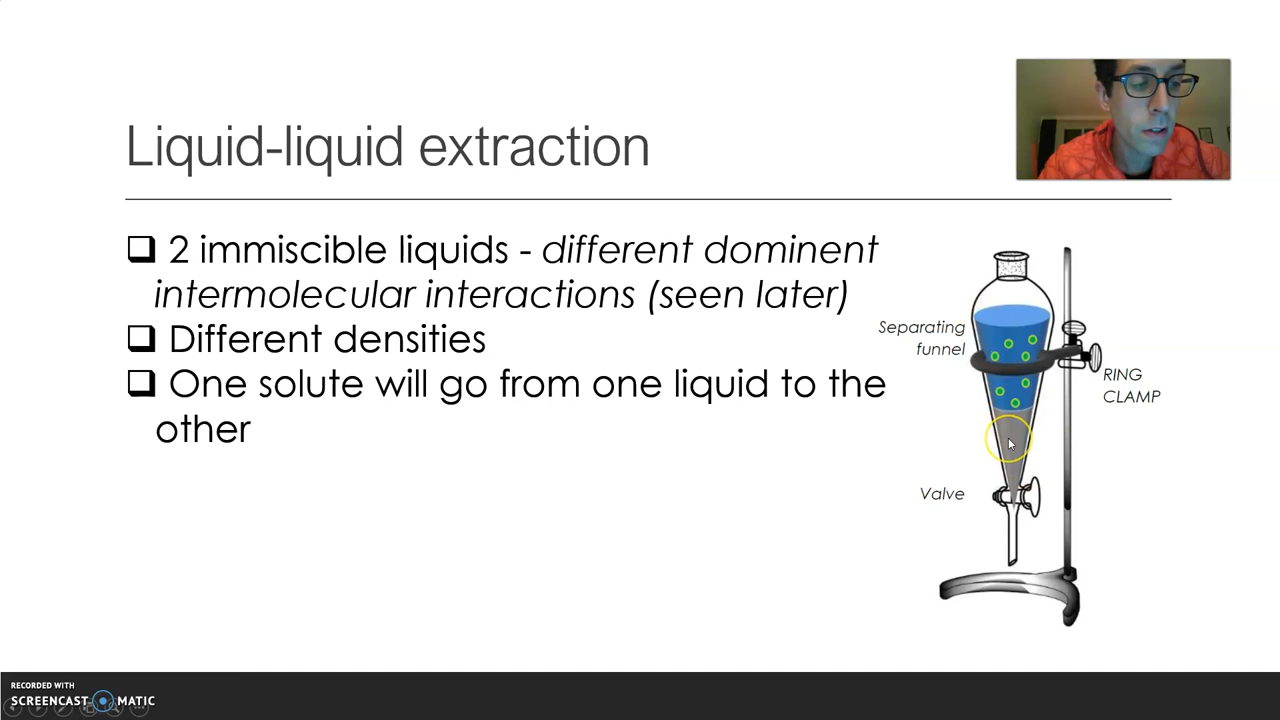 Liquid-liquid extraction
2 immiscible liquids - different dominent
intermolecular interactions (seen later)
Different densities
One solute will go from one liquid to the
other
Separating
funnel
RING
CLAMP
Valve
RECORDED WITH
SCREENCAST MATIC